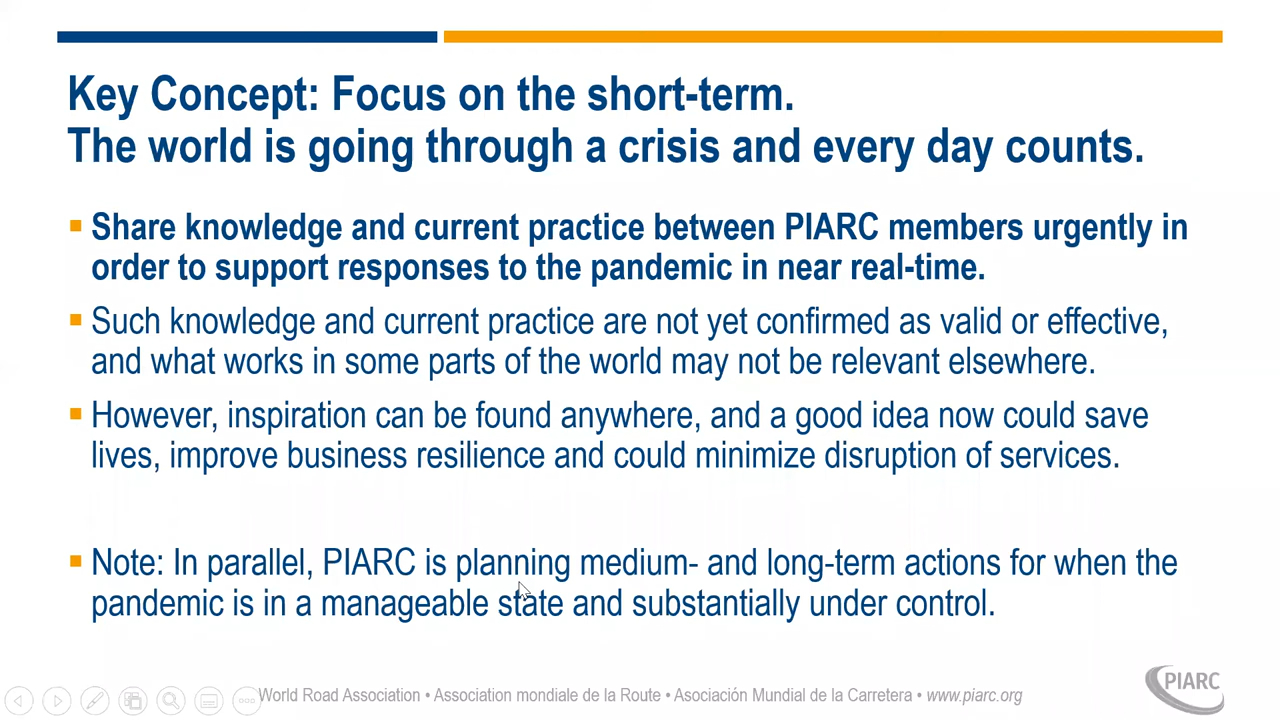 Key Concept: Focus on the short-term.
The world is going through a crisis and every day counts.
Share knowledge and current practice between PIARC members urgently in
order to support responses to the pandemic in near real-time.
Such knowledge and current practice are not yet confirmed as valid or effective,
and what works in some parts of the world may not be relevant elsewhere.
However, inspiration can be found anywhere, and a good idea now could save
lives, improve business resilience and could minimize disruption of services.
Note: In parallel, PIARC is planning medium- and long-term actions for when the
pandemic is in a manageable state and substantially under control.
World Road Association • Association mondiale de la Route • Asociación Mundial de la Carretera • www.piarc.org
PIARC